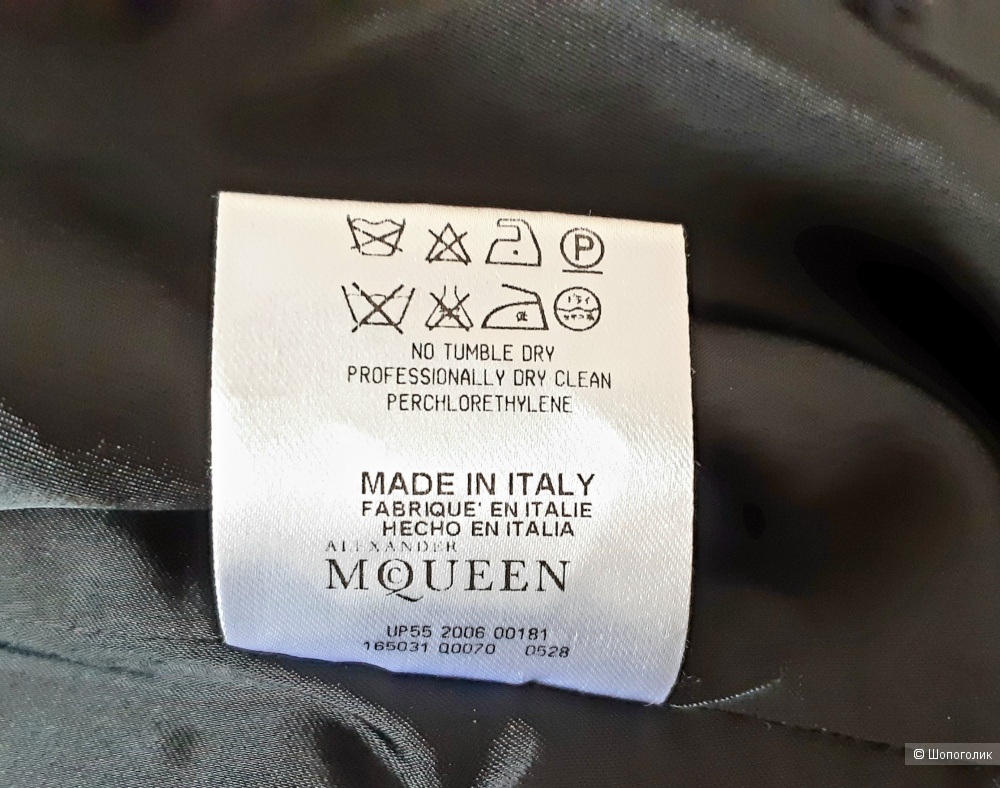 P
NO TUMBLE DRY
PROFESSIONALLY DRY CLEAN
PERCHLORETHYLENE
MADE IN ITALY
FABRIQUE' EN ITALIE
HECHO EN ITALIA
ALEXANDER
MCQUEEN
UP55 2006 00181
165031 Q0070 0528
© Шопоголик